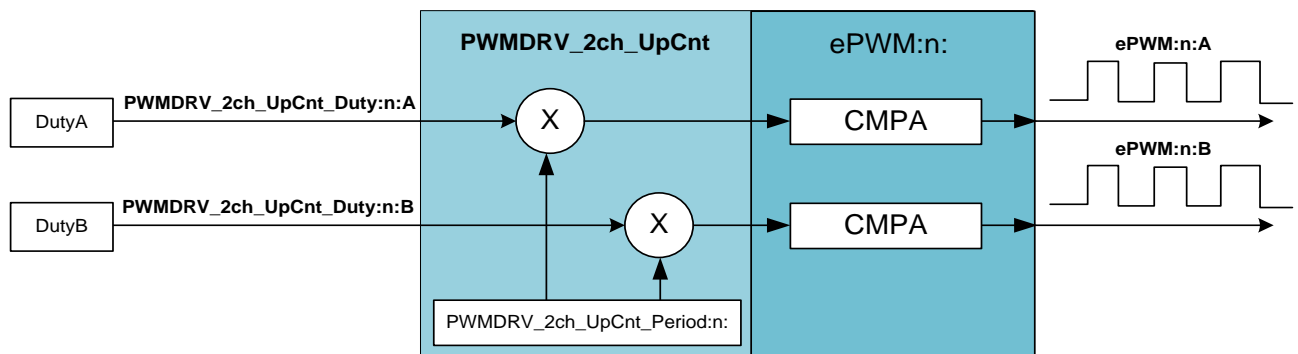 PWMDRV_2ch_UpCnt
ePWM:n:
ePWM:n:A
DutyA
PWMDRV_2ch_UpCnt_Duty:n:A
X
CMPA
ePWM:n:B
DutyB
PWMDRV_2ch_UpCnt_Duty:n:B
X
CMPA
PWMDRV_2ch_UpCnt_Period:n: